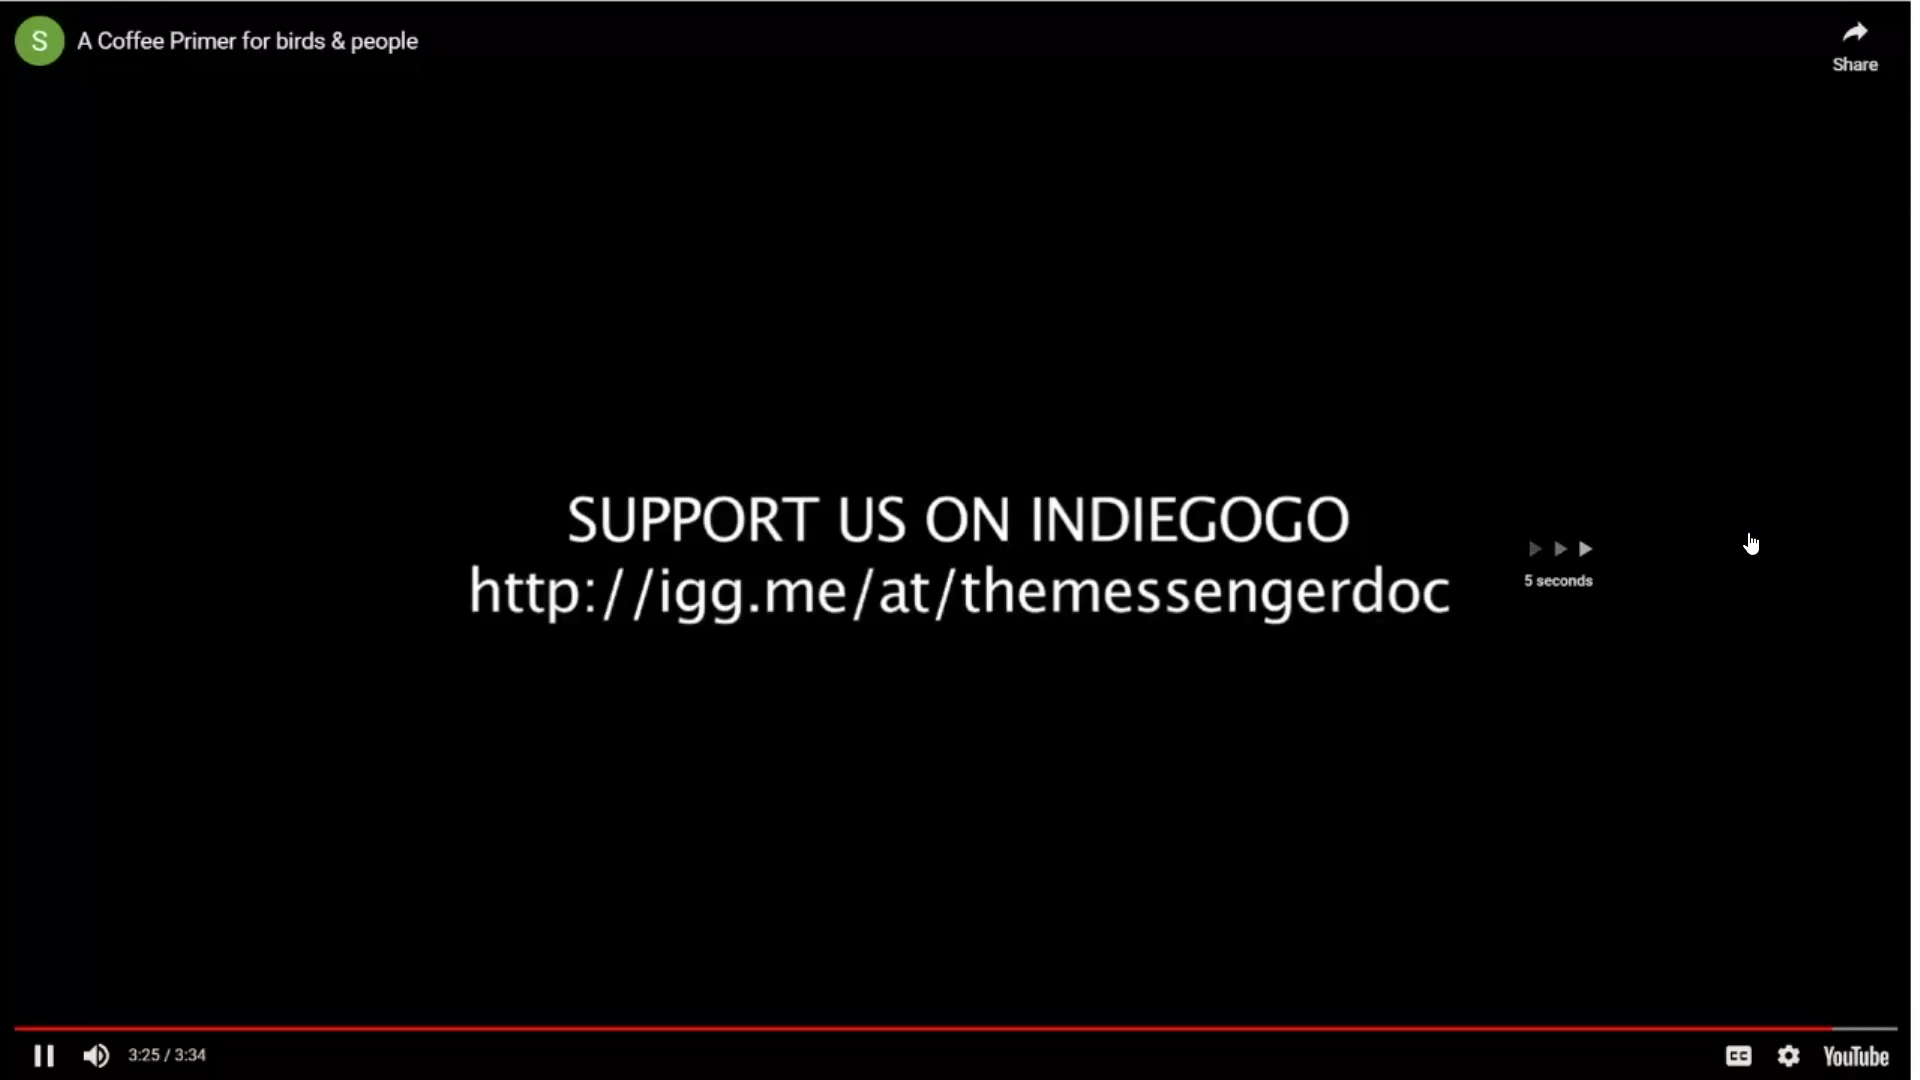 S
A Coffee Primer for birds & people
Share
SUPPORT US ON INDIEGOGO
http://igg.me/at/themessengerdoc
5 seconds
3:25 / 3:34
CC
YouTube